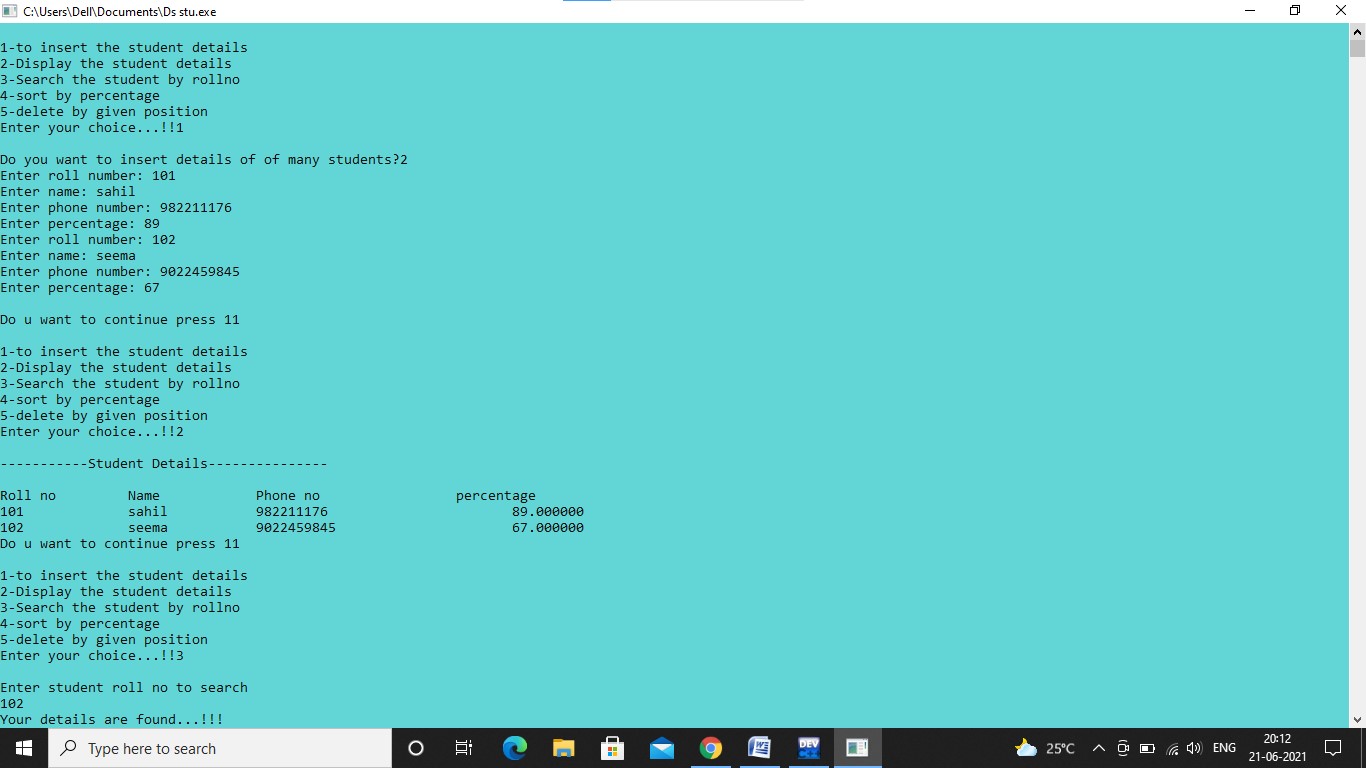 C:\Users\Dell\Documents\Ds stu.exe
1-to insert the student details
2-Display the student details
3-Search the student by rollno
4-sort by percentage
5-delete by given position
Enter your choice...!!1
Do you want to insert details of of many students?2
Enter roll number: 101
Enter name: sahil
Enter phone number: 982211176
Enter percentage: 89
Enter roll number: 102
Enter name: seema
Enter phone number: 9022459845
Enter percentage: 67
Do u want to continue press 11
1-to insert the student details
2-Display the student details
3-Search the student by rollno
4-sort by percentage
5-delete by given position
Enter your choice...!!2
-----------Student Details---------------
Roll no Name Phone no percentage
101 sahil 982211176 89.000000
102 seema 9022459845 67.000000
Do u want to continue press 11
1-to insert the student details
2-Display the student details
3-Search the student by rollno
4-sort by percentage
5-delete by given position
Enter your choice...!!3
Enter student roll no to search
102
Your details are found...!!!
Type here to search
DEV
25°C
ENG
20:12
21-06-2021